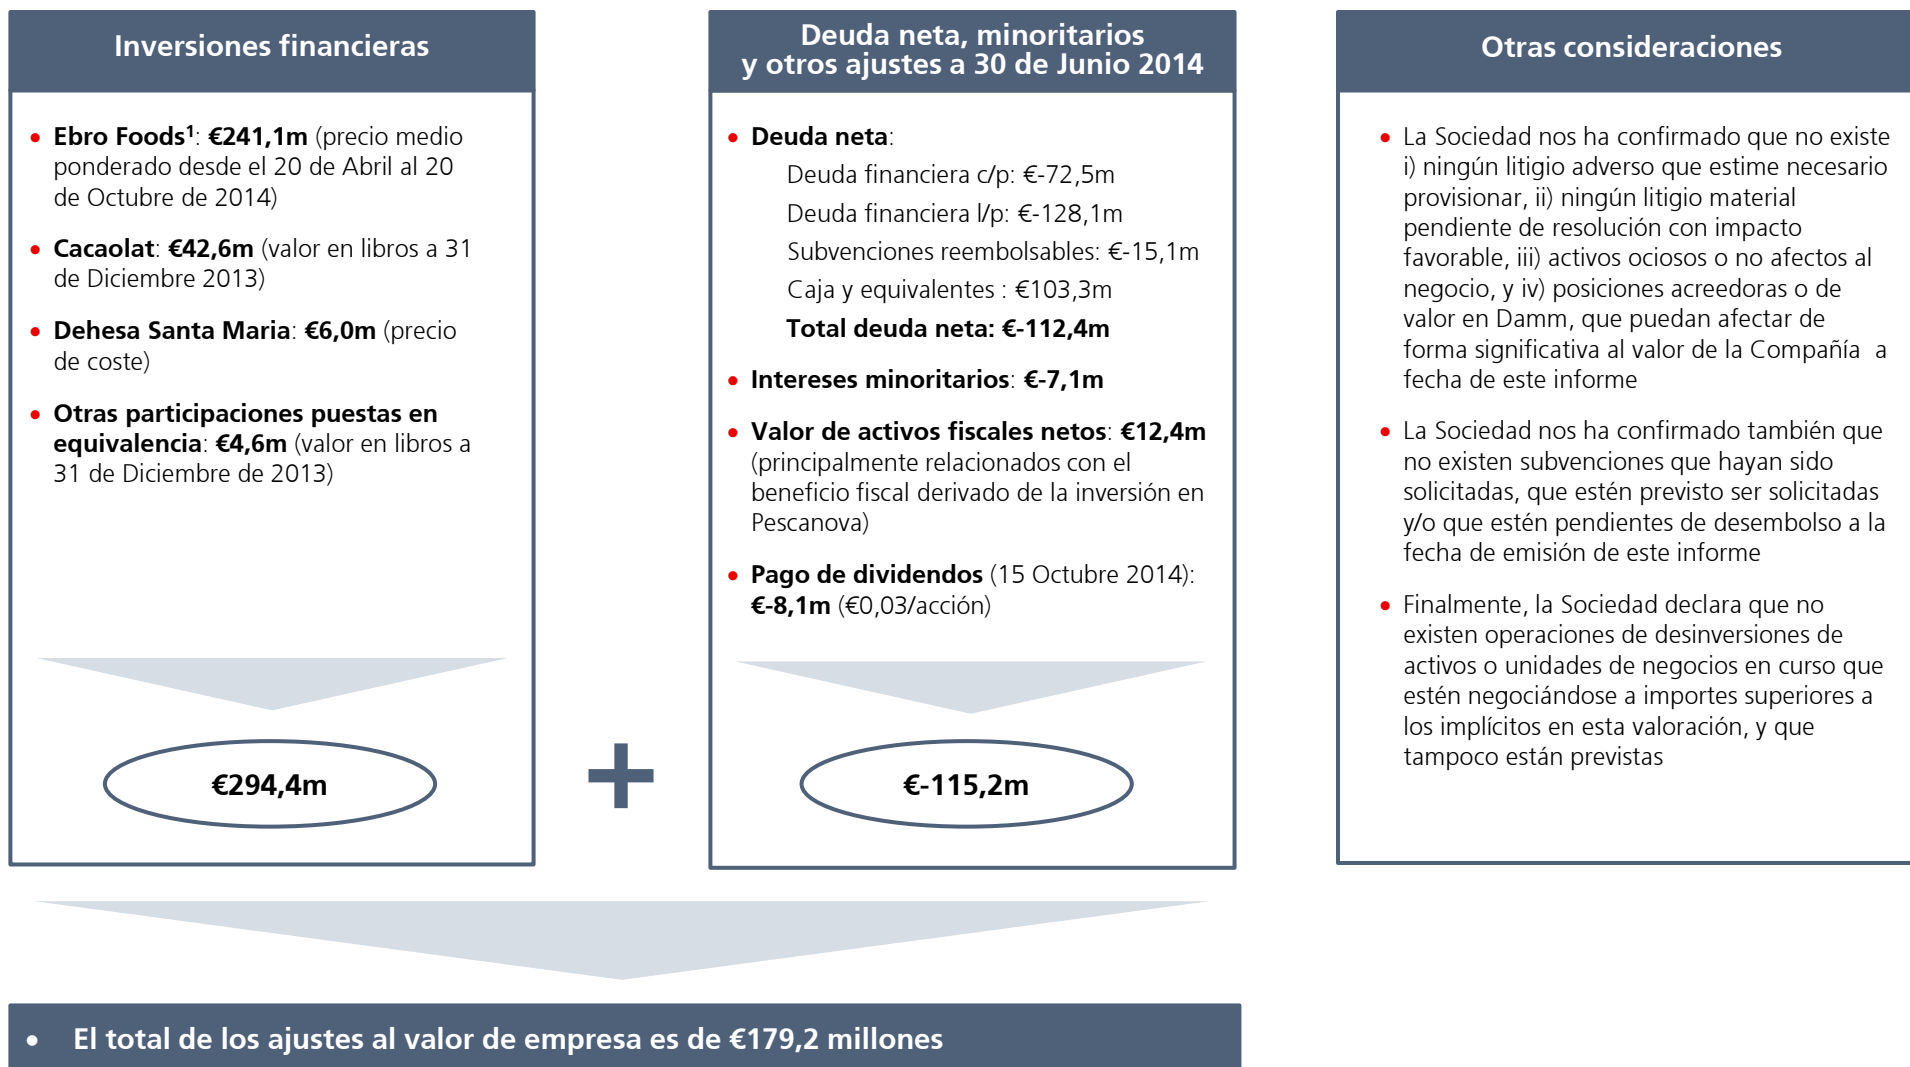 Inversiones financieras
• Ebro Foods¹: €241,1m (precio medio
ponderado desde el 20 de Abril al 20
de Octubre de 2014)
• Cacaolat: €42,6m (valor en libros a 31
de Diciembre 2013)
• Dehesa Santa Maria: €6,0m (precio
de coste)
• Otras participaciones puestas en
equivalencia: €4,6m (valor en libros a
31 de Diciembre de 2013)
€294,4m
+
Deuda neta, minoritarios
y otros ajustes a 30 de Junio 2014
• Deuda neta:
Deuda financiera c/p: €-72,5m
Deuda financiera l/p: €-128,1m
Subvenciones reembolsables: €-15,1m
Caja y equivalentes : €103,3m
Total deuda neta: €-112,4m
• Intereses minoritarios: €-7,1m
• Valor de activos fiscales netos: €12,4m
(principalmente relacionados con el
beneficio fiscal derivado de la inversión en
Pescanova)
• Pago de dividendos (15 Octubre 2014):
€-8,1m (€0,03/acción)
€-115,2m
Otras consideraciones
• La Sociedad nos ha confirmado que no existe
i) ningún litigio adverso que estime necesario
provisionar, ii) ningún litigio material
pendiente de resolución con impacto
favorable, iii) activos ociosos o no afectos al
negocio, y iv) posiciones acreedoras o de
valor en Damm, que puedan afectar de
forma significativa al valor de la Compañía  a
fecha de este informe
• La Sociedad nos ha confirmado también que
no existen subvenciones que hayan sido
solicitadas, que estén previsto ser solicitadas
y/o que estén pendientes de desembolso a la
fecha de emisión de este informe
• Finalmente, la Sociedad declara que no
existen operaciones de desinversiones de
activos o unidades de negocios en curso que
estén negociándose a importes superiores a
los implícitos en esta valoración, y que
tampoco están previstas
• El total de los ajustes al valor de empresa es de €179,2 millones